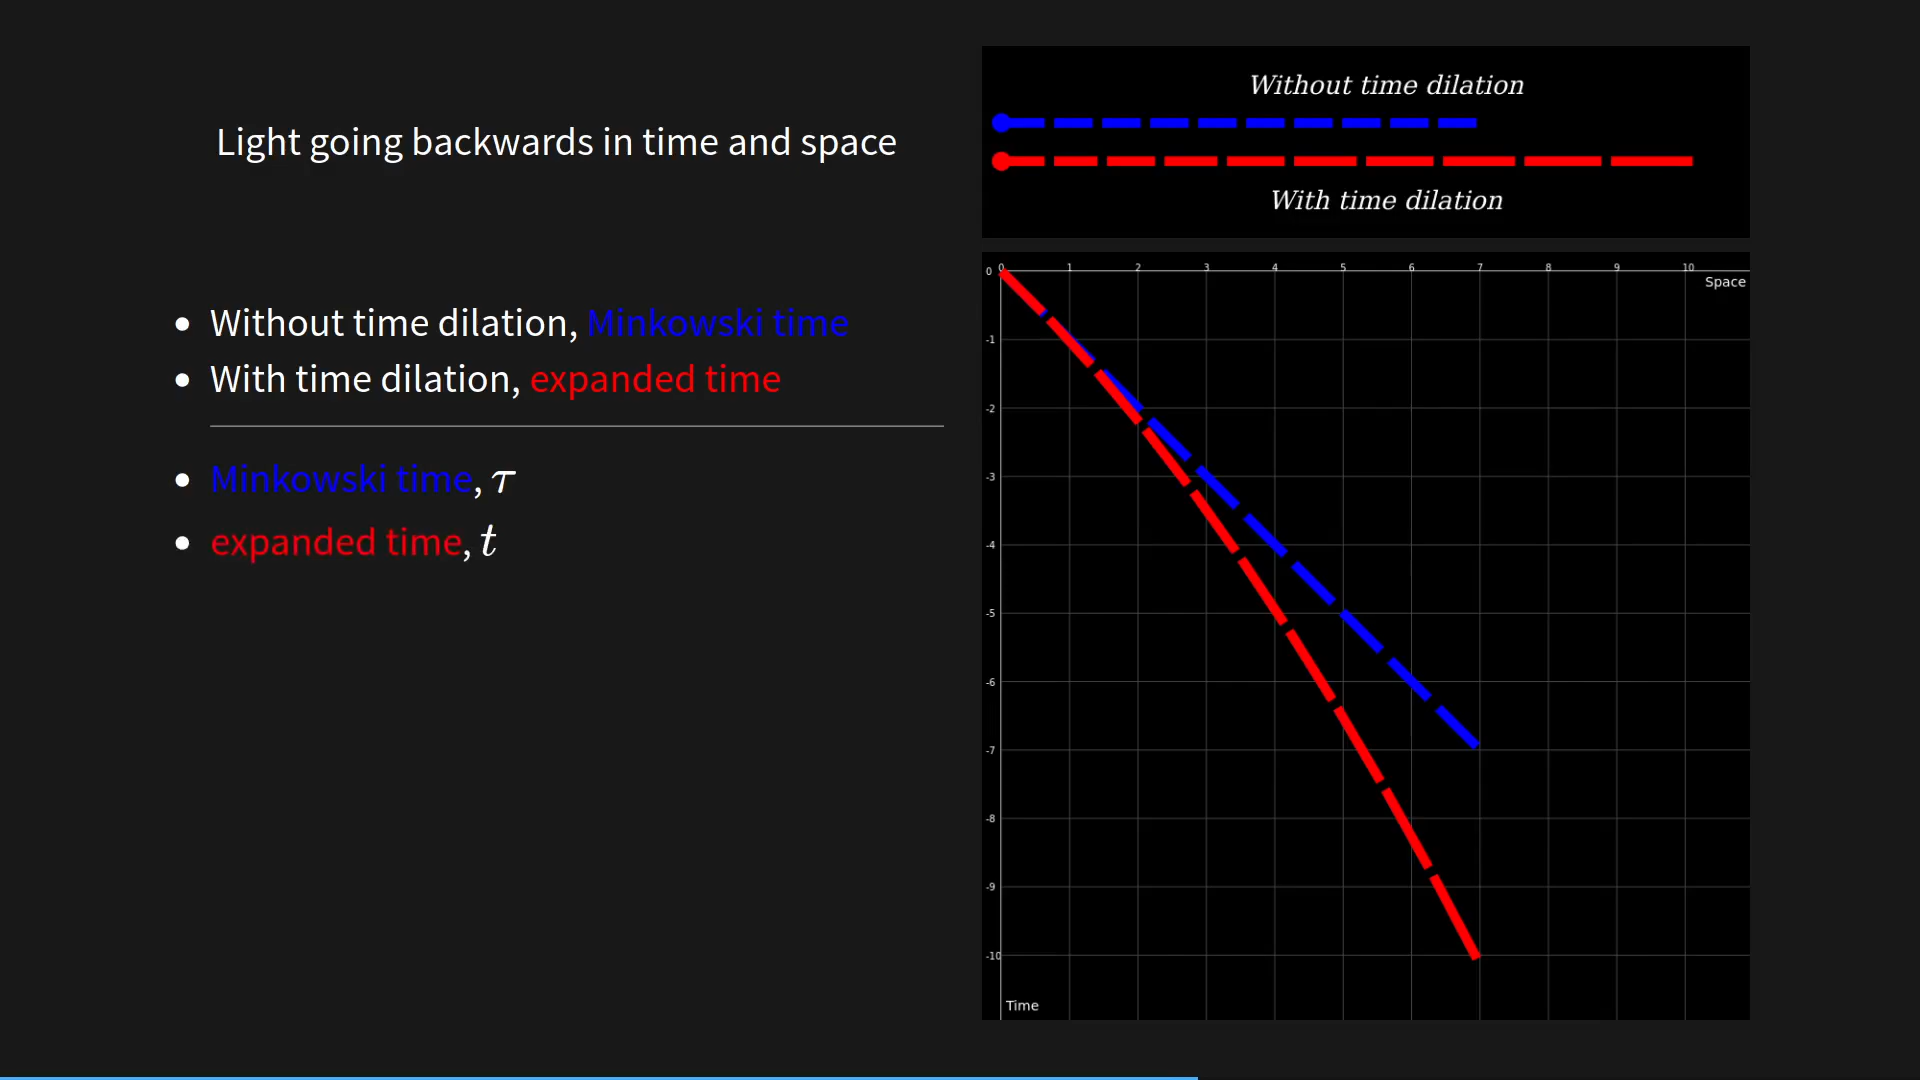 Light going backwards in time and space
Without time dilation, Minkowski time
With time dilation, expanded time
Minkowski time, τ
expanded time, t
Without time dilation
With time dilation
0 1 2 3 4 5 6 7 8 9 10
Space
0
-1
-2
-3
-4
-5
-6
-7
-8
-9
-10
Time